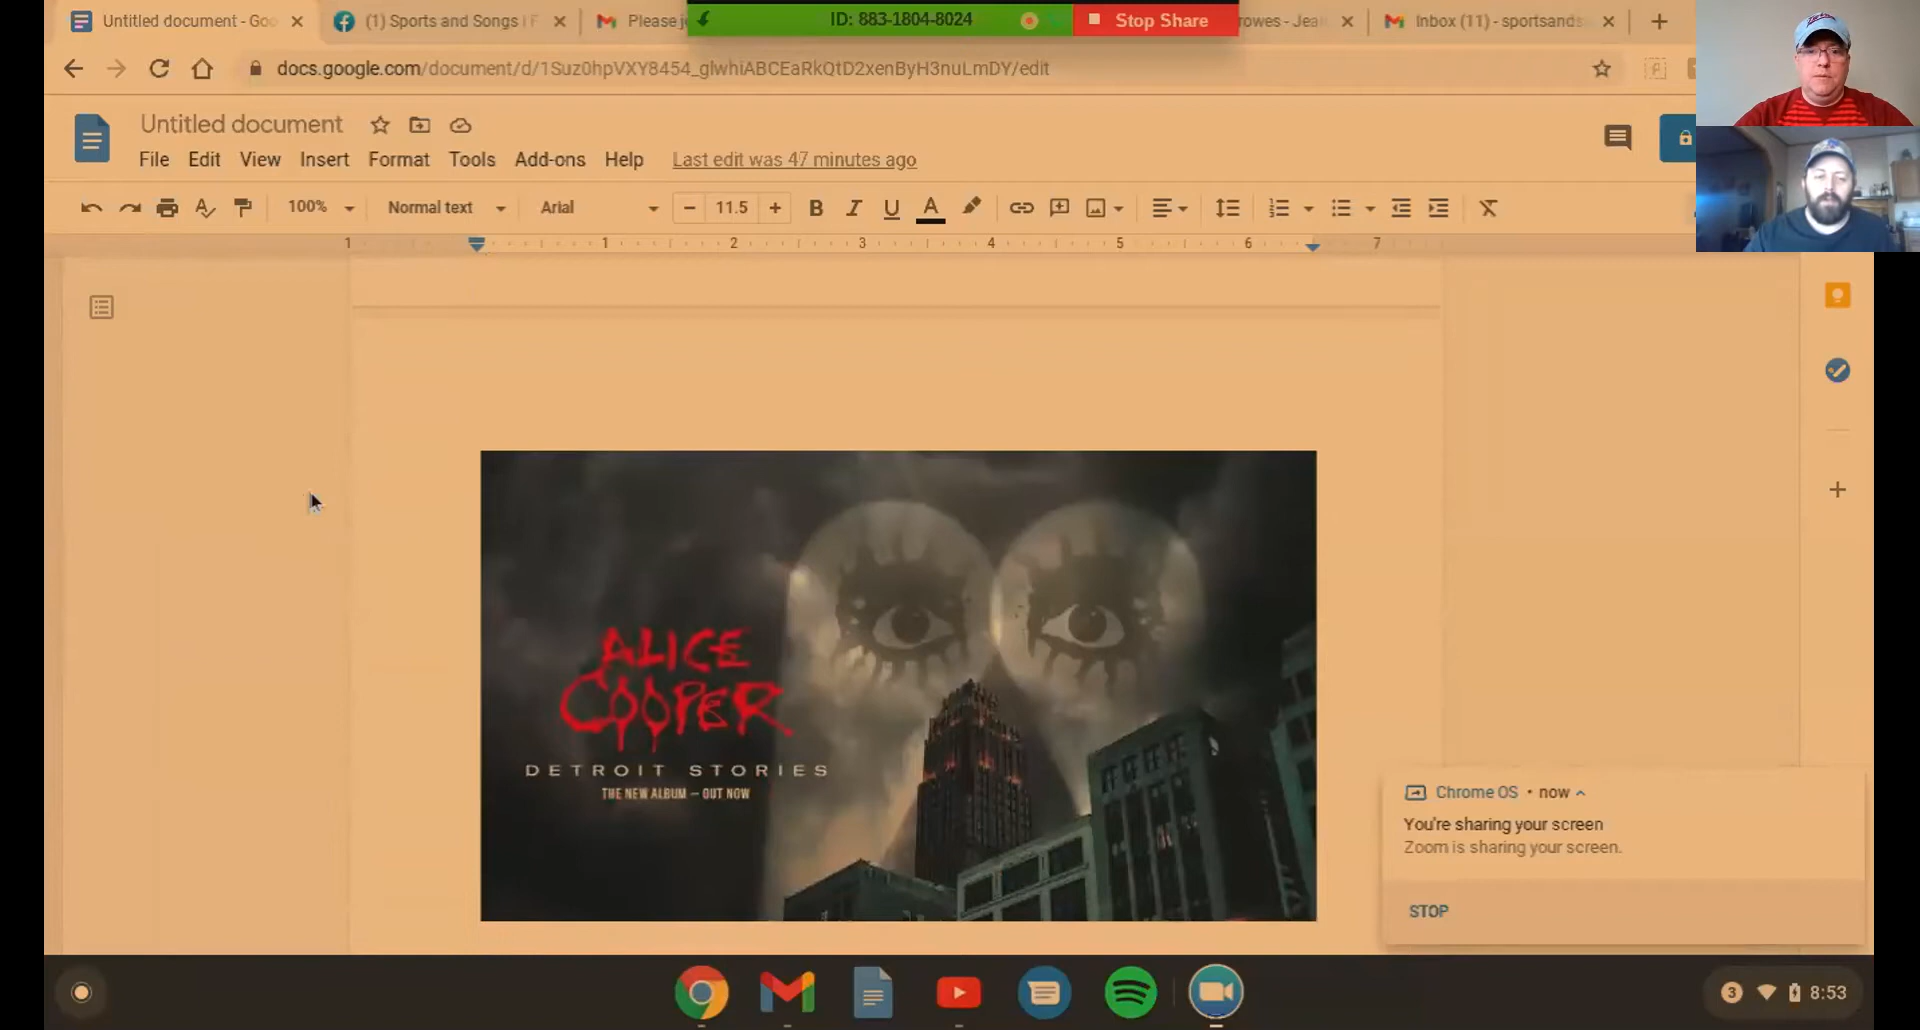 Untitled document - Goo
(1) Sports and Songs | F
Please j
ID: 883-1804-8024
Stop Share
rowes - Jea
Inbox (11) - sportsands
docs.google.com/document/d/1Suz0hpVXY8454_glwhiABCEaRkQtD2xenByH3nuLmDY/edit
Untitled document
File Edit View Insert Format Tools Add-ons Help Last edit was 47 minutes ago
100% Normal text Arial 11.5 B I U A
1 1 2 3 4 5 6 7
ALICE
COOPER
DETROIT STORIES
THE NEW ALBUM – OUT NOW
Chrome OS • now
You're sharing your screen
Zoom is sharing your screen.
STOP
3 8:53